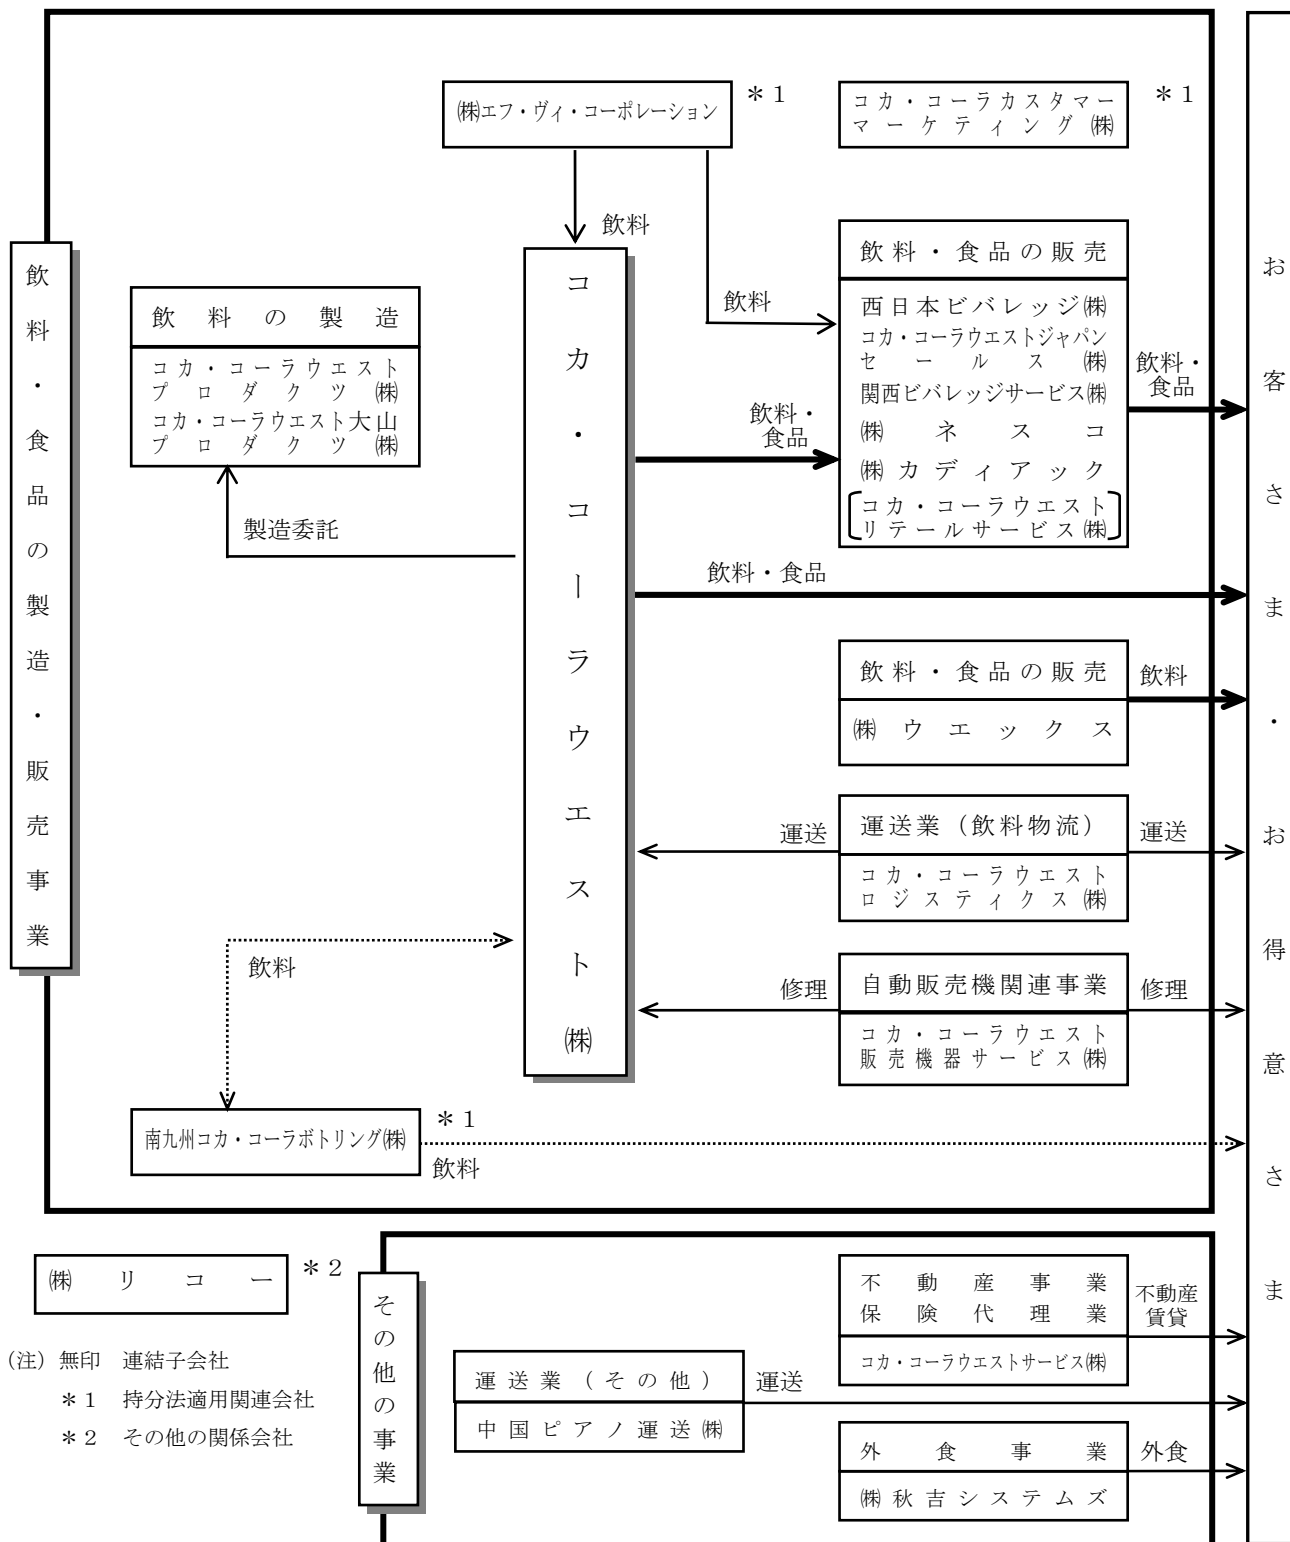 飲料・食品の製造・販売事業
㈱エフ・ヴィ・コーポレーション
＊1
コカ・コーラカスタマー
マーケティング㈱
＊1
飲料
飲料
飲料の製造
コカ・コーラウエスト
プロダクツ㈱
コカ・コーラウエスト大山
プロダクツ㈱
製造委託
コカ・コーラウエスト㈱
飲料・
食品
飲料・食品の販売
西日本ビバレッジ㈱
コカ・コーラウエストジャパン
セールス㈱
関西ビバレッジサービス㈱
㈱ネスコ
㈱カディアック
コカ・コーラウエスト
リテールサービス㈱
飲料・
食品
飲料・食品
飲料・食品の販売
㈱ウエックス
飲料
運送
運送業（飲料物流）
コカ・コーラウエスト
ロジスティクス㈱
運送
修理
自動販売機関連事業
コカ・コーラウエスト
販売機器サービス㈱
修理
飲料
南九州コカ・コーラボトリング㈱
＊1
飲料
お客さま・お得意さま
㈱リコー
＊2
（注）無印　連結子会社
＊1　持分法適用関連会社
＊2　その他の関係会社
その他の事業
運送業（その他）
中国ピアノ運送㈱
運送
不動産事業
保険代理業
コカ・コーラウエストサービス㈱
不動産
賃貸
外食事業
㈱秋吉システムズ
外食